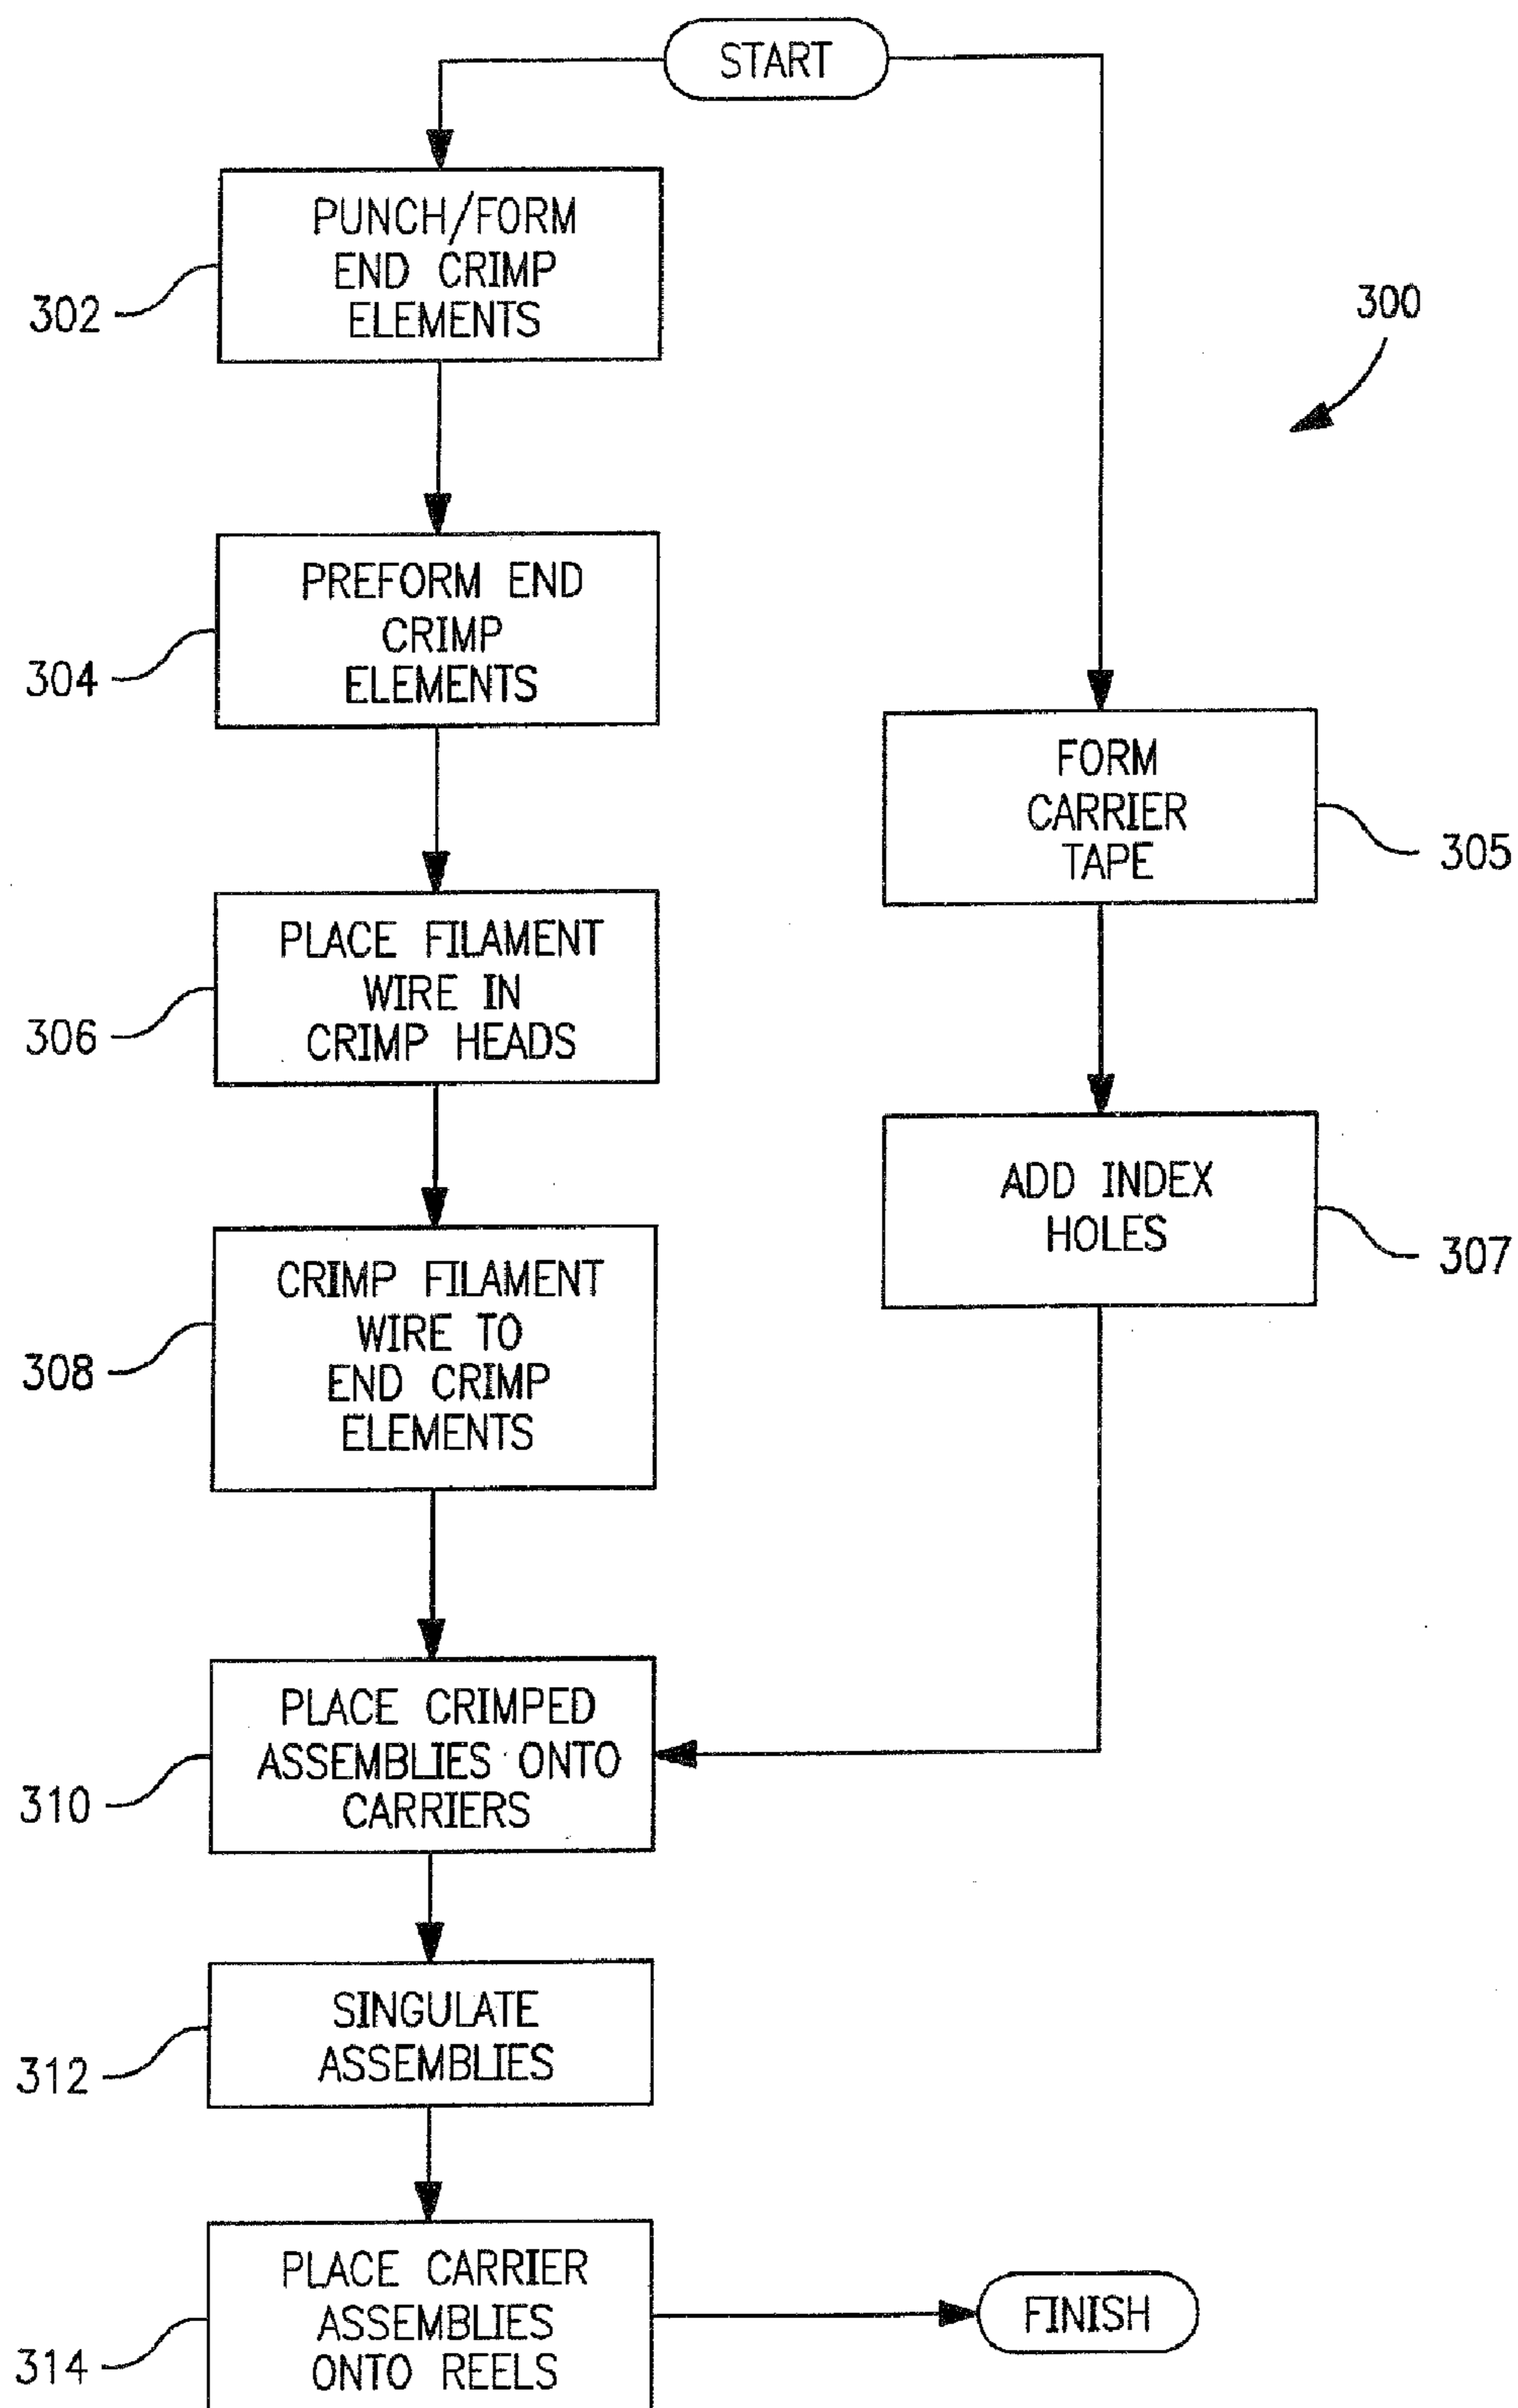 START
PUNCH/FORM
END CRIMP
ELEMENTS
302
300
PREFORM END
CRIMP
ELEMENTS
304
FORM
CARRIER
TAPE
305
PLACE FILAMENT
WIRE IN
CRIMP HEADS
306
ADD INDEX
HOLES
307
CRIMP FILAMENT
WIRE TO
END CRIMP
ELEMENTS
308
PLACE CRIMPED
ASSEMBLIES ONTO
CARRIERS
310
SINGULATE
ASSEMBLIES
312
PLACE CARRIER
ASSEMBLIES
ONTO REELS
314
FINISH